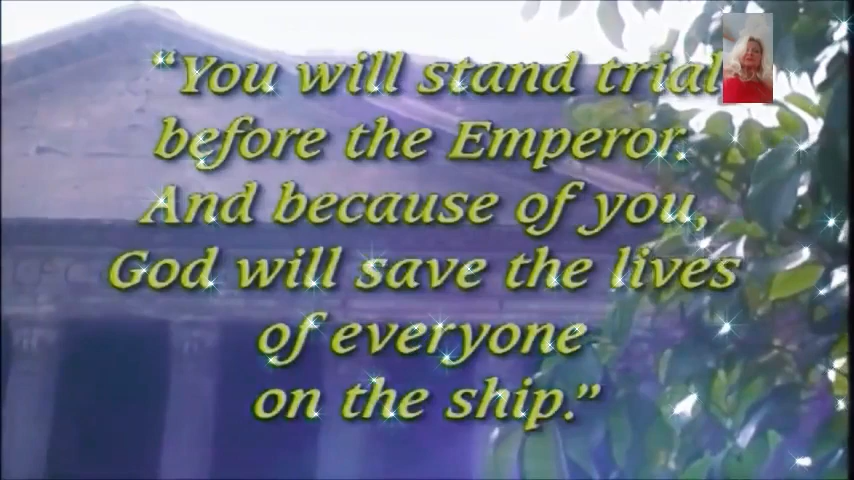 “You will stand trial
before the Emperor.
And because of you,
God will save the lives
of everyone
on the ship.”